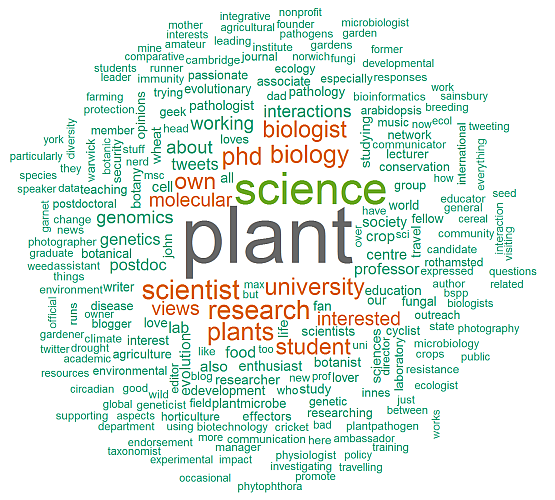 nonprofit
integrative founder
mother agricultural microbiologist
interests leading pathogens garden
amateur institute gardens former
mine
comparative cambridge journal norwich fungi developmental
students runner ecology especially responses
leader immunity passionate associate pathology work
farming trying evolutionary dad bioinformatics sainsbury
protection. opinions geek pathologist interactions arabidopsis breeding
diversity member wheat head working biologist studying music now ecol tweeting
york botanic stuff about loves network communicator international
particularly warwick security nerd tweets phd biology lecturer everything
they msc conservation
species botany cell own all science group how
speaker data teaching molecular world educator seed
garnet postdoctoral genomics plant have society fellow general cereal
change john over crop sci travel community interaction
news genetics candidate visiting
photographer botanical centre rothamsted
graduate postdoc professor expressed questions
weed assistant max
things but
environment writer scientist university education author related
official runs disease views research fan our fungal bspp biologists
owner blogger love lab plants interested outreach
gardener climate life scientists cyclist state photography
twitter drought interest evolution student uni sciences director laboratory microbiology
academic agriculture also like food too botanist crops public
resources environmental enthusiast resistance
circadian good editor blog researcher new prof lover innes ecologist
wild development who study just
global geneticist field plantmicrobe genetic between
supporting aspects horticulture effectors researching works
department using biotechnology cricket bad plantpathogen
endorsement more communication here ambassador
taxonomist manager physiologist policy training
experimental impact investigating travelling
occasional promote
phytophthora